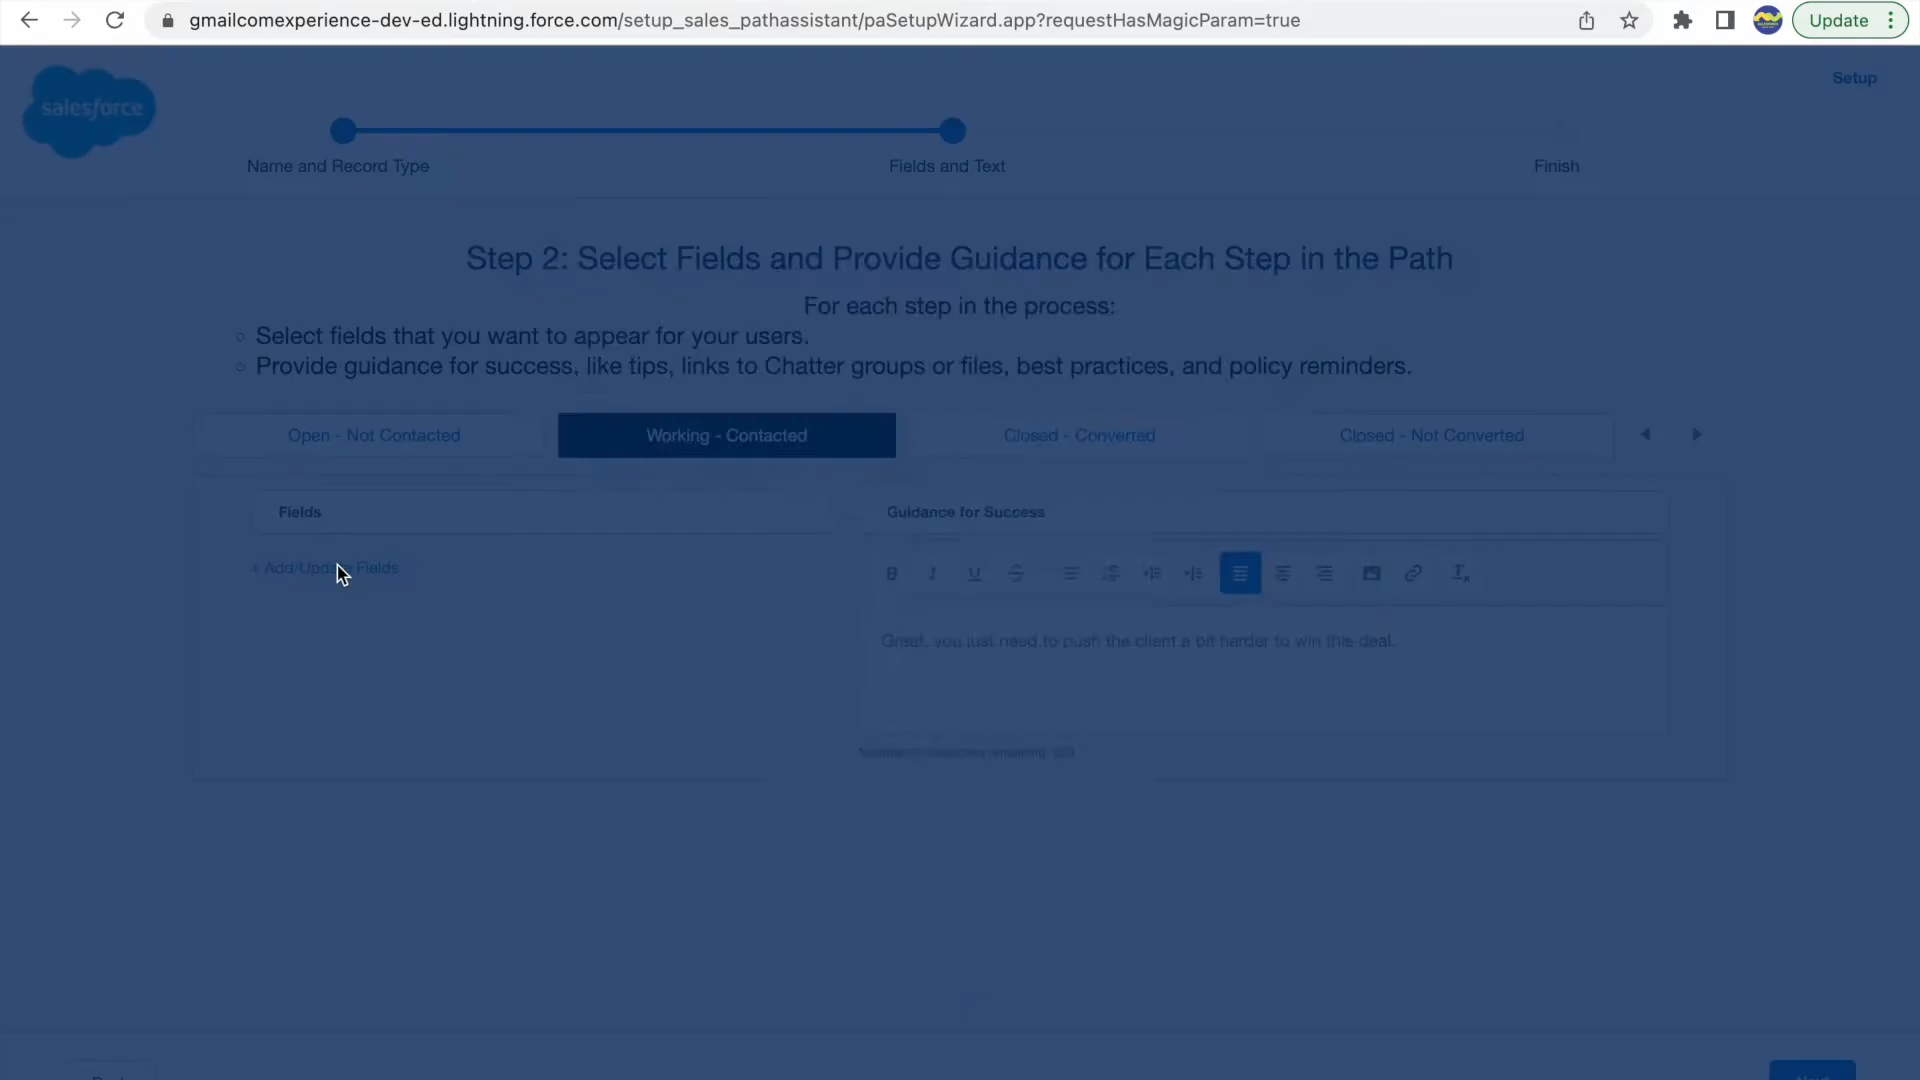 gmailcomexperience-dev-ed.lightning.force.com/setup_sales_pathassistant/paSetupWizard.app?requestHasMagicParam=true
Update
salesforce
Setup
Name and Record Type
Fields and Text
Finish
Step 2: Select Fields and Provide Guidance for Each Step in the Path
For each step in the process:
Select fields that you want to appear for your users.
Provide guidance for success, like tips, links to Chatter groups or files, best practices, and policy reminders.
Open - Not Contacted
Working - Contacted
Closed - Converted
Closed - Not Converted
Fields
Guidance for Success
+ Add/Update Fields
B I U S
Great, you just need to push the client a bit harder to win this deal.